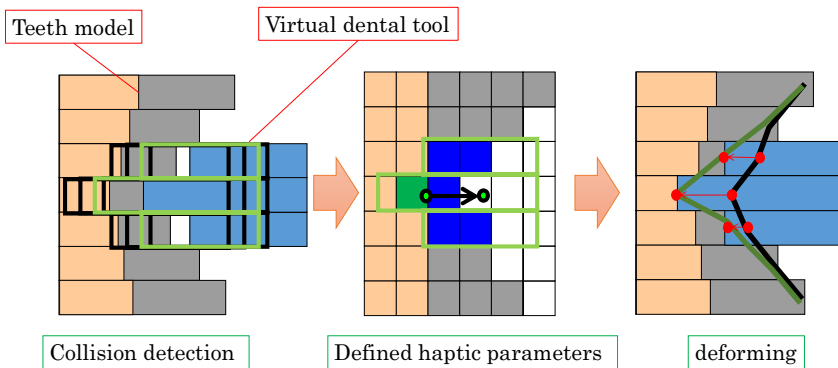 Teeth model
Virtual dental tool
Collision detection
Defined haptic parameters
deforming